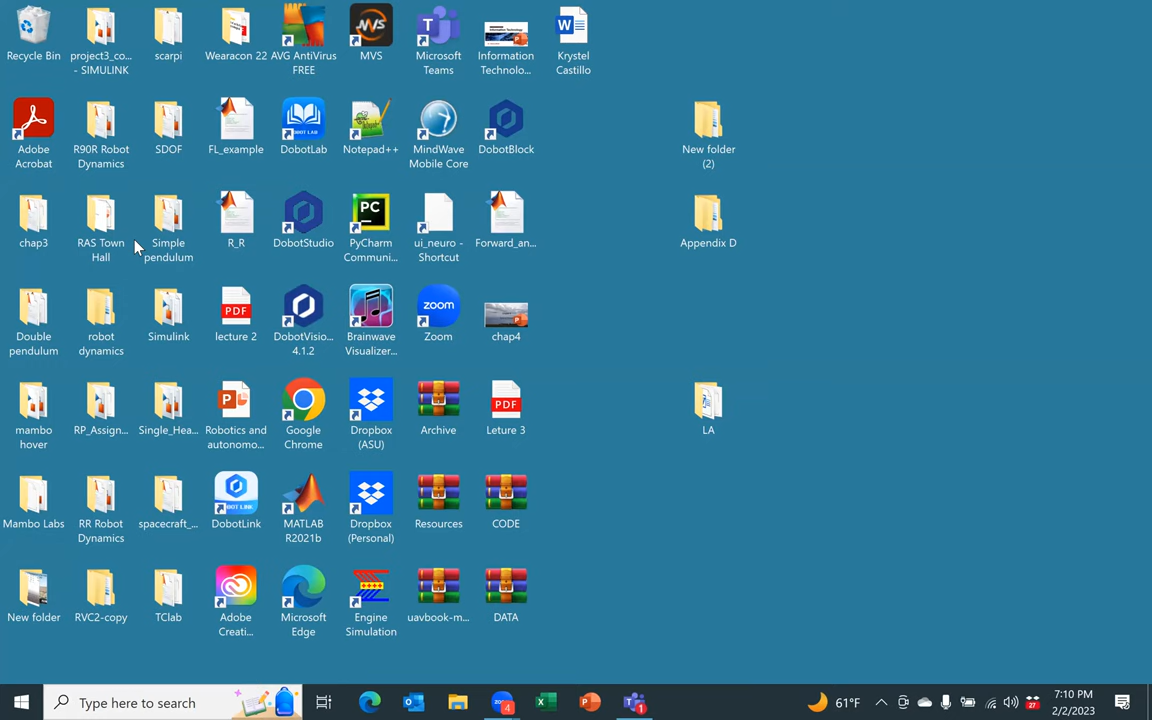 Recycle Bin
project3_co...
- SIMULINK
scarpi
Wearacon 22
AVG AntiVirus
FREE
MVS
Microsoft
Teams
Information
Technolo...
Krystel
Castillo
Adobe
Acrobat
R90R Robot
Dynamics
SDOF
FL_example
DobotLab
Notepad++
MindWave
Mobile Core
DobotBlock
New folder
(2)
chap3
RAS Town
Hall
Simple
pendulum
R_R
DobotStudio
PyCharm
Communi...
ui_neuro -
Shortcut
Forward_an...
Appendix D
Double
pendulum
robot
dynamics
Simulink
lecture 2
DobotVisio...
4.1.2
Brainwave
Visualizer...
Zoom
chap4
mambo
hover
RP_Assign...
Single_Hea...
Robotics and
autonomo...
Google
Chrome
Dropbox
(ASU)
Archive
Leture 3
LA
Mambo Labs
RR Robot
Dynamics
spacecraft_...
DobotLink
MATLAB
R2021b
Dropbox
(Personal)
Resources
CODE
New folder
RVC2-copy
TClab
Adobe
Creati...
Microsoft
Edge
Engine
Simulation
uavbook-m...
DATA
Type here to search
61°F
7:10 PM
2/2/2023